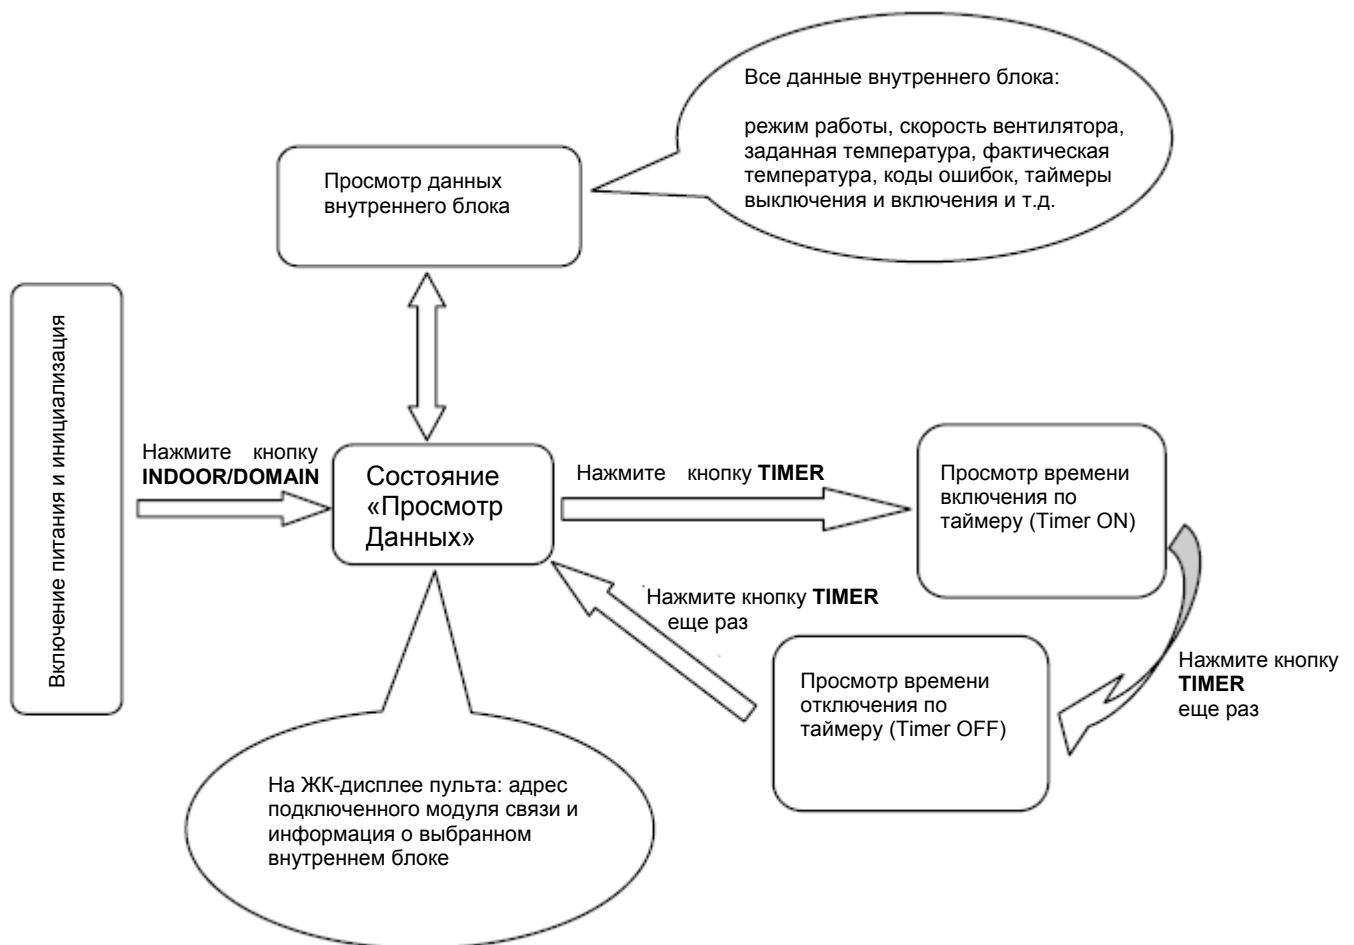 Все данные внутреннего блока:
режим работы, скорость вентилятора,
заданная температура, фактическая
температура, коды ошибок, таймеры
выключения и включения и т.д.
Просмотр данных
внутреннего блока
Включение питания и инициализация
Нажмите кнопку
INDOOR/DOMAIN
Состояние
«Просмотр
Данных»
Нажмите кнопку TIMER
Просмотр времени
включения по
таймеру (Timer ON)
Нажмите кнопку TIMER
еще раз
Просмотр времени
отключения по
таймеру (Timer OFF)
Нажмите кнопку
TIMER
еще раз
На ЖК-дисплее пульта: адрес
подключенного модуля связи и
информация о выбранном
внутреннем блоке